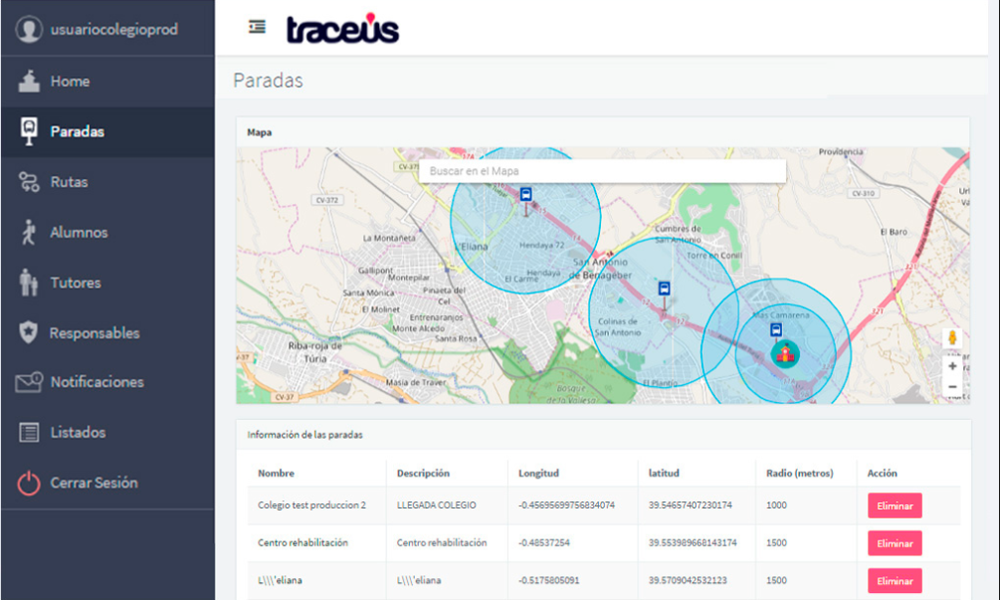 usuariocolegioprod
traceus
Home
Paradas
Paradas
Rutas
Alumnos
Tutores
Responsables
Notificaciones
Listados
Cerrar Sesión
Mapa
Buscar en el Mapa
Providencia
CV-310
CV-372
El Baro
La Montañeta
L'Eliana
Hendaya 72
Cumbres de
San Antonio
Torre en Conill
San Antonio
de Benageber
Gallipont
Montepilar
El Carme
Hendaya
Santa Mónica
Pinaeta del
Cel
El Molinet
Entrenaranjos
Monte Alcedo
Santa Rosa
Colinas de
San Antonio
Mas Camarena
Riba-roja de
Túria
Masia de Traver
Bosque
de la Vallesa
El Plantio
CV-37
Información de las paradas
Nombre Descripción Longitud latitud Radio (metros) Acción
Colegio test produccion 2 LLEGADA COLEGIO -0.45695699756834074 39.54657407230174 1000 Eliminar
Centro rehabilitación Centro rehabilitación -0.48537254 39.553989668143174 1500 Eliminar
L\\\'eliana L\\\'eliana -0.5175805091 39.5709042532123 1500 Eliminar